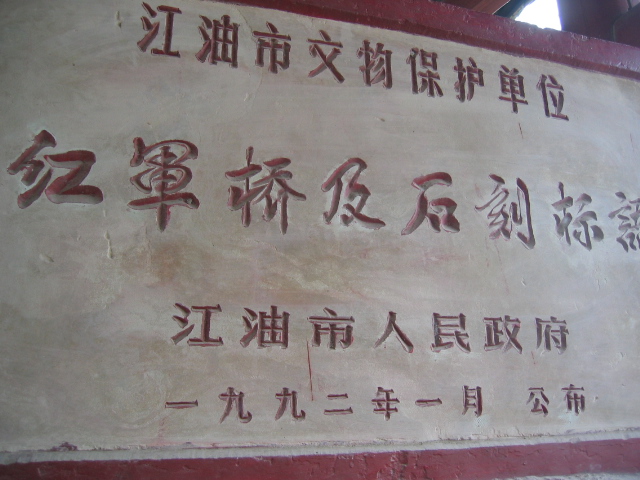 江油市文物保护单位
红軍桥及石刻标語
江油市人民政府
一九九二年一月 公布